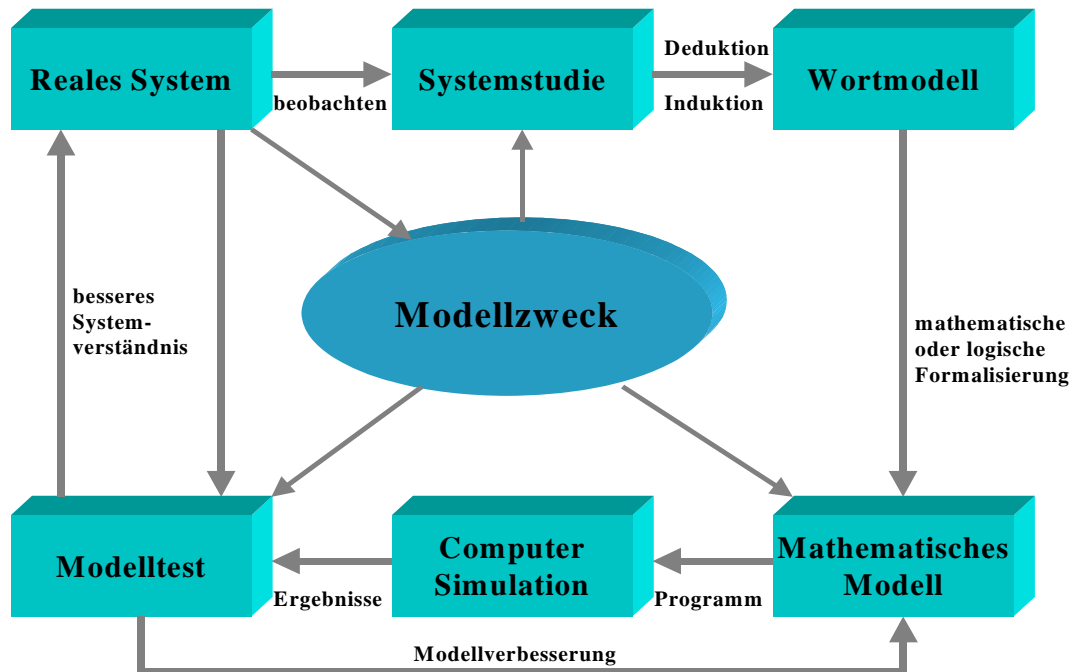 Reales System
beobachten
Systemstudie
Deduktion
Induktion
Wortmodell
Modellzweck
besseres
System-
verständnis
mathematische
oder logische
Formalisierung
Modelltest
Ergebnisse
Computer
Simulation
Programm
Mathematisches
Modell
Modellverbesserung